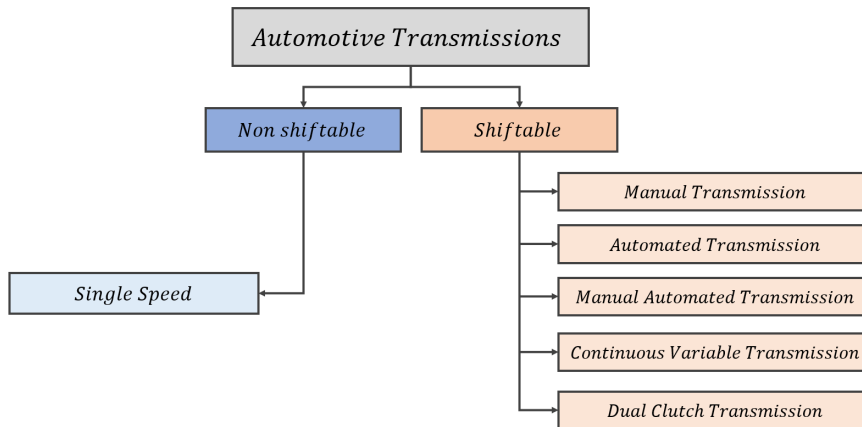 Automotive Transmissions
Non shiftable
Shiftable
Manual Transmission
Automated Transmission
Single Speed
Manual Automated Transmission
Continuous Variable Transmission
Dual Clutch Transmission